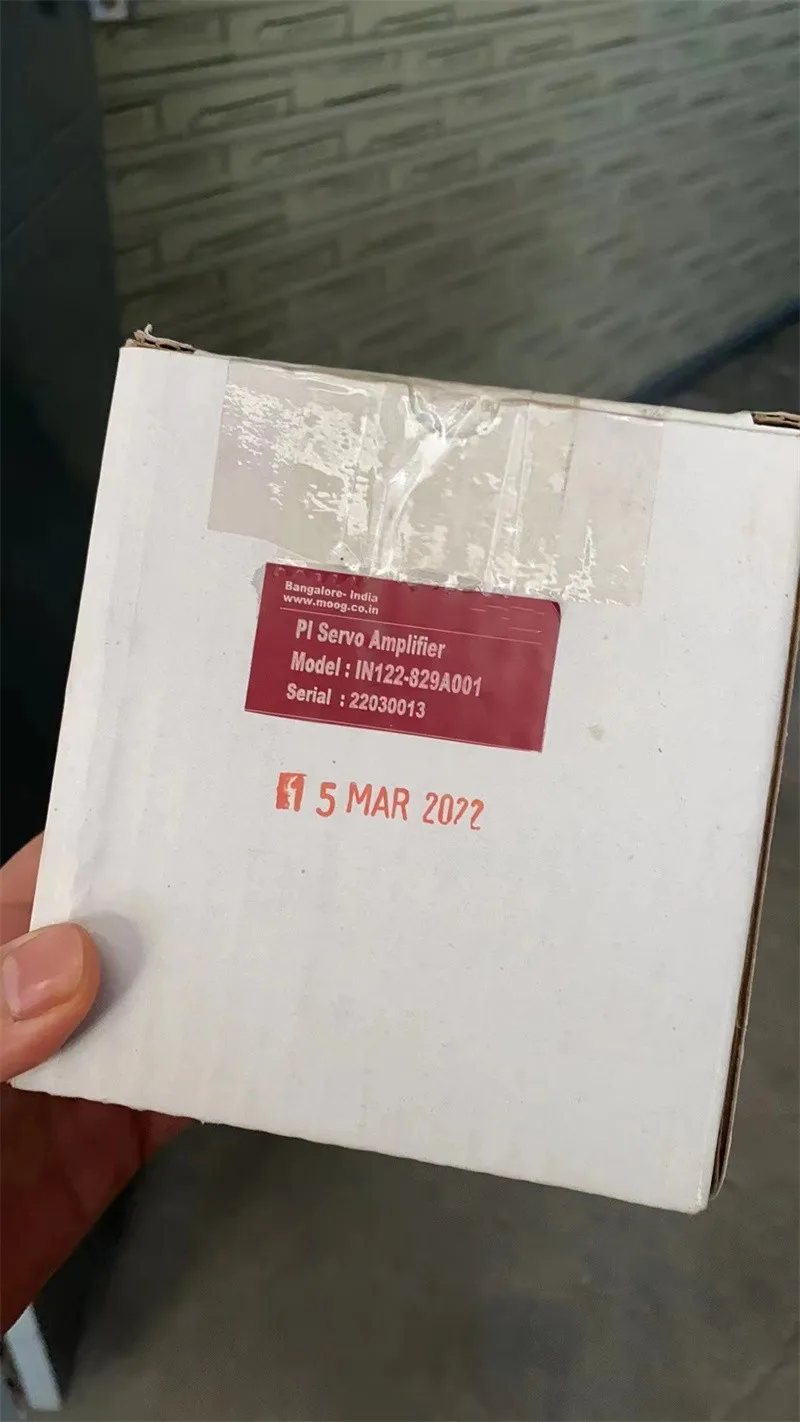 Bangalore- India
www.moog.co.in
PI Servo Amplifier
Model : IN122-829A001
Serial : 22030013
15 MAR 2022